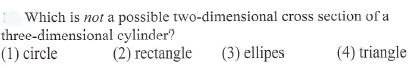 Which is not a possible two-dimensional cross section of a
three-dimensional cylinder?
(1) circle (2) rectangle (3) ellipes (4) triangle